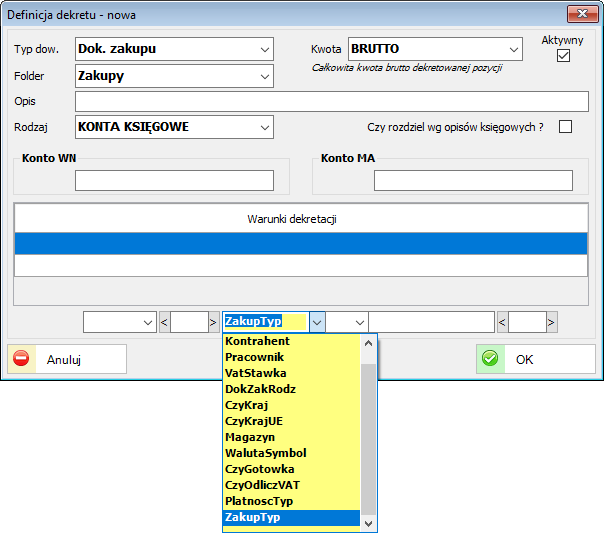 Definicja dekretu - nowa
Typ dow. Dok. zakupu Kwota BRUTTO Aktywny
Całkowita kwota brutto dekretowanej pozycji
Folder Zakupy
Opis
Rodzaj KONTA KSIĘGOWE Czy rozdziel wg opisów księgowych ?
Konto WN Konto MA
Warunki dekretacji
< > ZakupTyp < >
Anuluj OK
Kontrahent
Pracownik
VatStawka
DokZakRodz
CzyKraj
CzyKrajUE
Magazyn
WalutaSymbol
CzyGotowka
CzyOdliczVAT
PlatnoscTyp
ZakupTyp